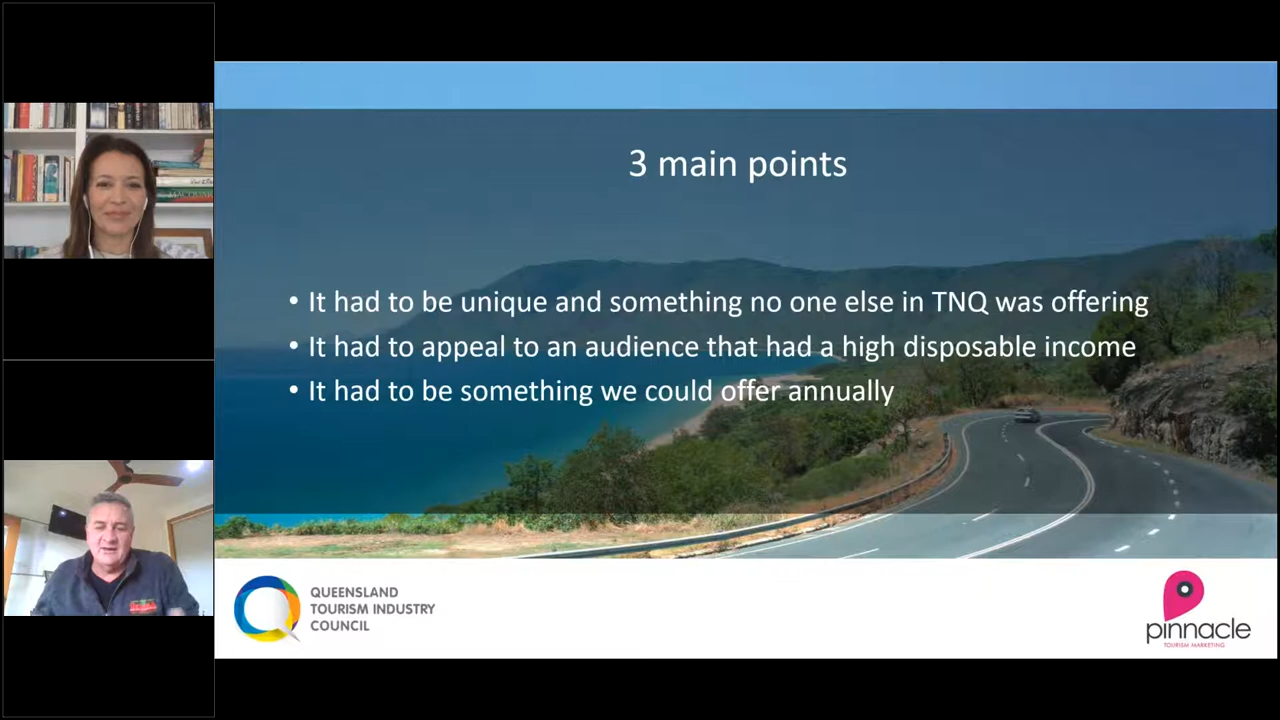 3 main points
• It had to be unique and something no one else in TNQ was offering
• It had to appeal to an audience that had a high disposable income
• It had to be something we could offer annually
QUEENSLAND
TOURISM INDUSTRY
COUNCIL
pinnacle
TOURISM MARKETING